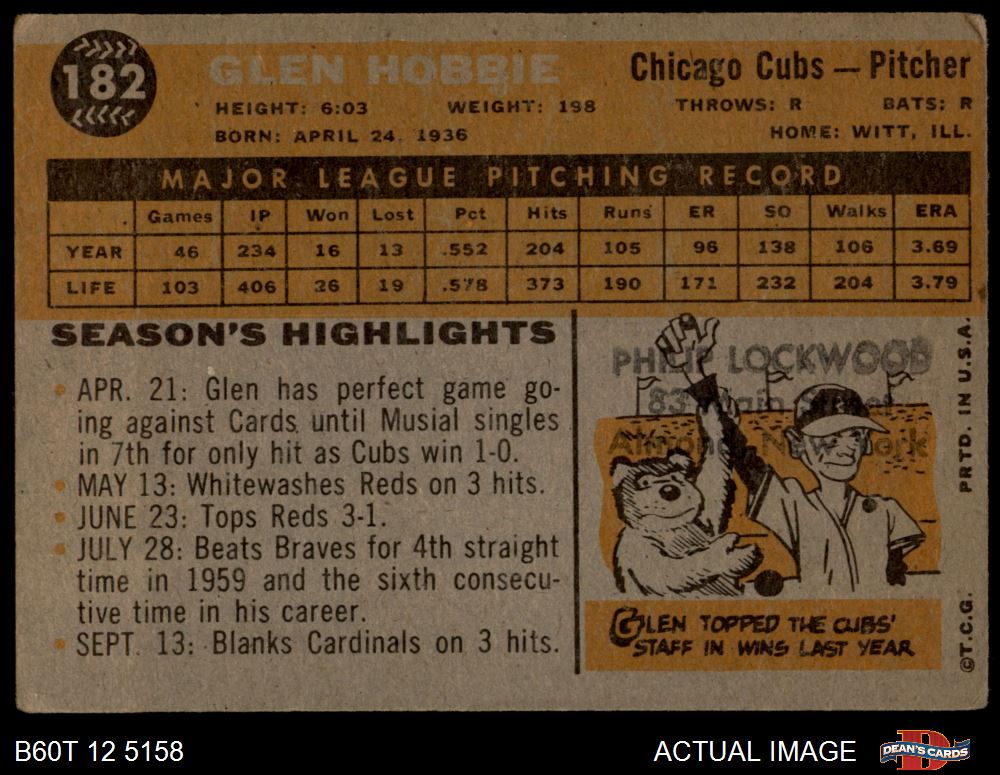 182
GLEN HOBBIE
Chicago Cubs — Pitcher
HEIGHT: 6:03 WEIGHT: 198 THROWS: R BATS: R
BORN: APRIL 24, 1936 HOME: WITT, ILL.
MAJOR LEAGUE PITCHING RECORD
Games IP Won Lost Pct Hits Runs ER SO Walks ERA
YEAR 46 234 16 13 .552 204 105 96 138 106 3.69
LIFE 103 406 26 19 .578 373 190 171 232 204 3.79
SEASON'S HIGHLIGHTS
• APR. 21: Glen has perfect game go-
ing against Cards until Musial singles
in 7th for only hit as Cubs win 1-0.
• MAY 13: Whitewashes Reds on 3 hits.
• JUNE 23: Tops Reds 3-1.
• JULY 28: Beats Braves for 4th straight
time in 1959 and the sixth consecu-
tive time in his career.
• SEPT. 13: Blanks Cardinals on 3 hits.
PHILIP LOCKWOOD
83 Main Street
New York
GLEN TOPPED THE CUBS'
STAFF IN WINS LAST YEAR
©T.C.G. PRTD. IN U.S.A.
B60T 12 5158
ACTUAL IMAGE
DEAN'S CARDS